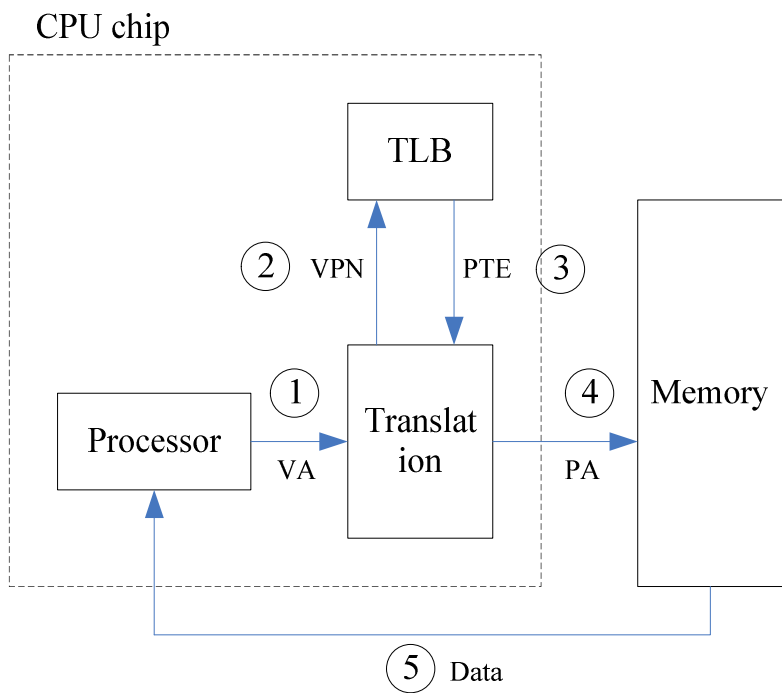 CPU chip
TLB
2 VPN
PTE 3
1
4
Memory
Processor
Translat
ion
VA
PA
5 Data